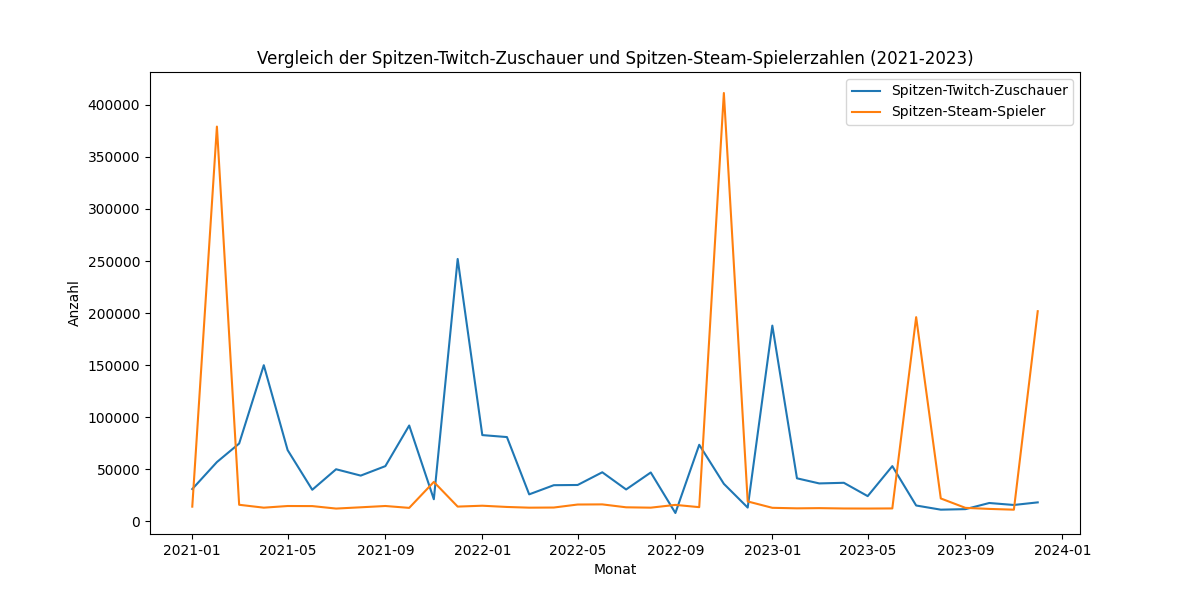 Vergleich der Spitzen-Twitch-Zuschauer und Spitzen-Steam-Spielerzahlen (2021-2023)
Spitzen-Twitch-Zuschauer
Spitzen-Steam-Spieler
400000
350000
300000
250000
200000
150000
100000
50000
0
Anzahl
2021-01 2021-05 2021-09 2022-01 2022-05 2022-09 2023-01 2023-05 2023-09 2024-01
Monat